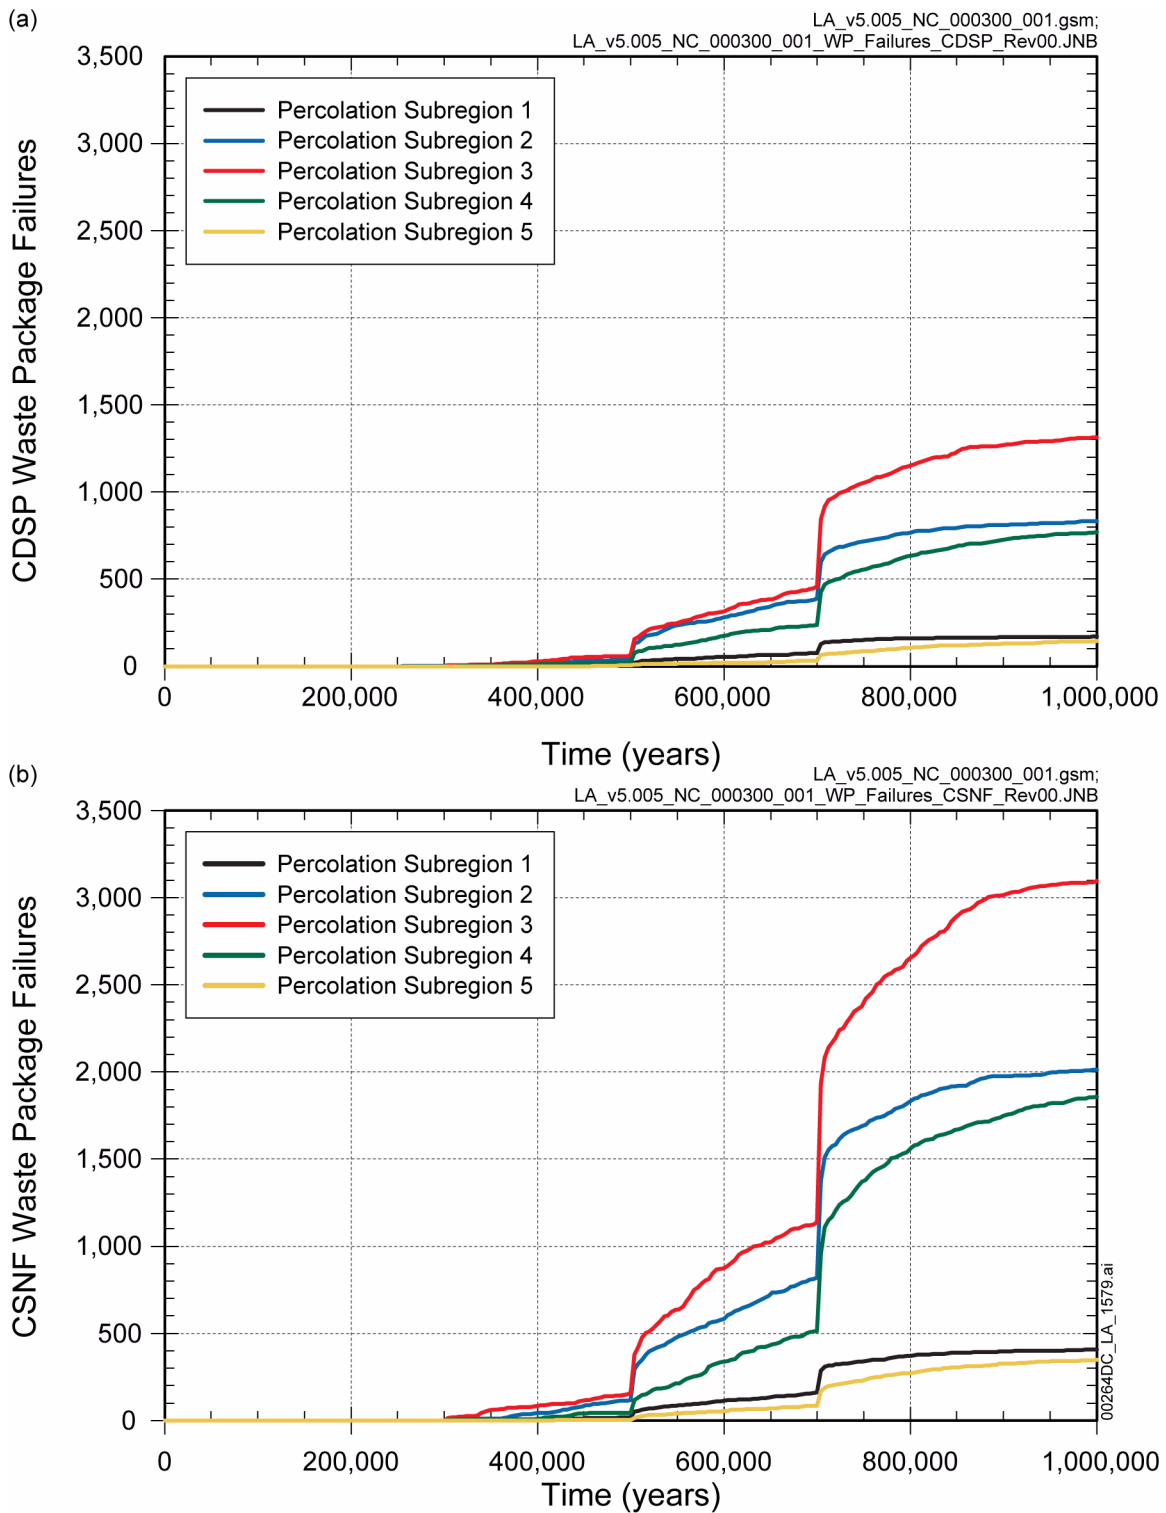 (a)
LA_v5.005_NC_000300_001.gsm;
LA_v5.005_NC_000300_001_WP_Failures_CDSP_Rev00.JNB
3,500
3,000
2,500
2,000
1,500
1,000
500
0
CDSP Waste Package Failures
Percolation Subregion 1
Percolation Subregion 2
Percolation Subregion 3
Percolation Subregion 4
Percolation Subregion 5
0
200,000
400,000
600,000
800,000
1,000,000
Time (years)
(b)
LA_v5.005_NC_000300_001.gsm;
LA_v5.005_NC_000300_001_WP_Failures_CSNF_Rev00.JNB
3,500
3,000
2,500
2,000
1,500
1,000
500
0
CSNF Waste Package Failures
Percolation Subregion 1
Percolation Subregion 2
Percolation Subregion 3
Percolation Subregion 4
Percolation Subregion 5
00264DC_LA_1579.ai
0
200,000
400,000
600,000
800,000
1,000,000
Time (years)